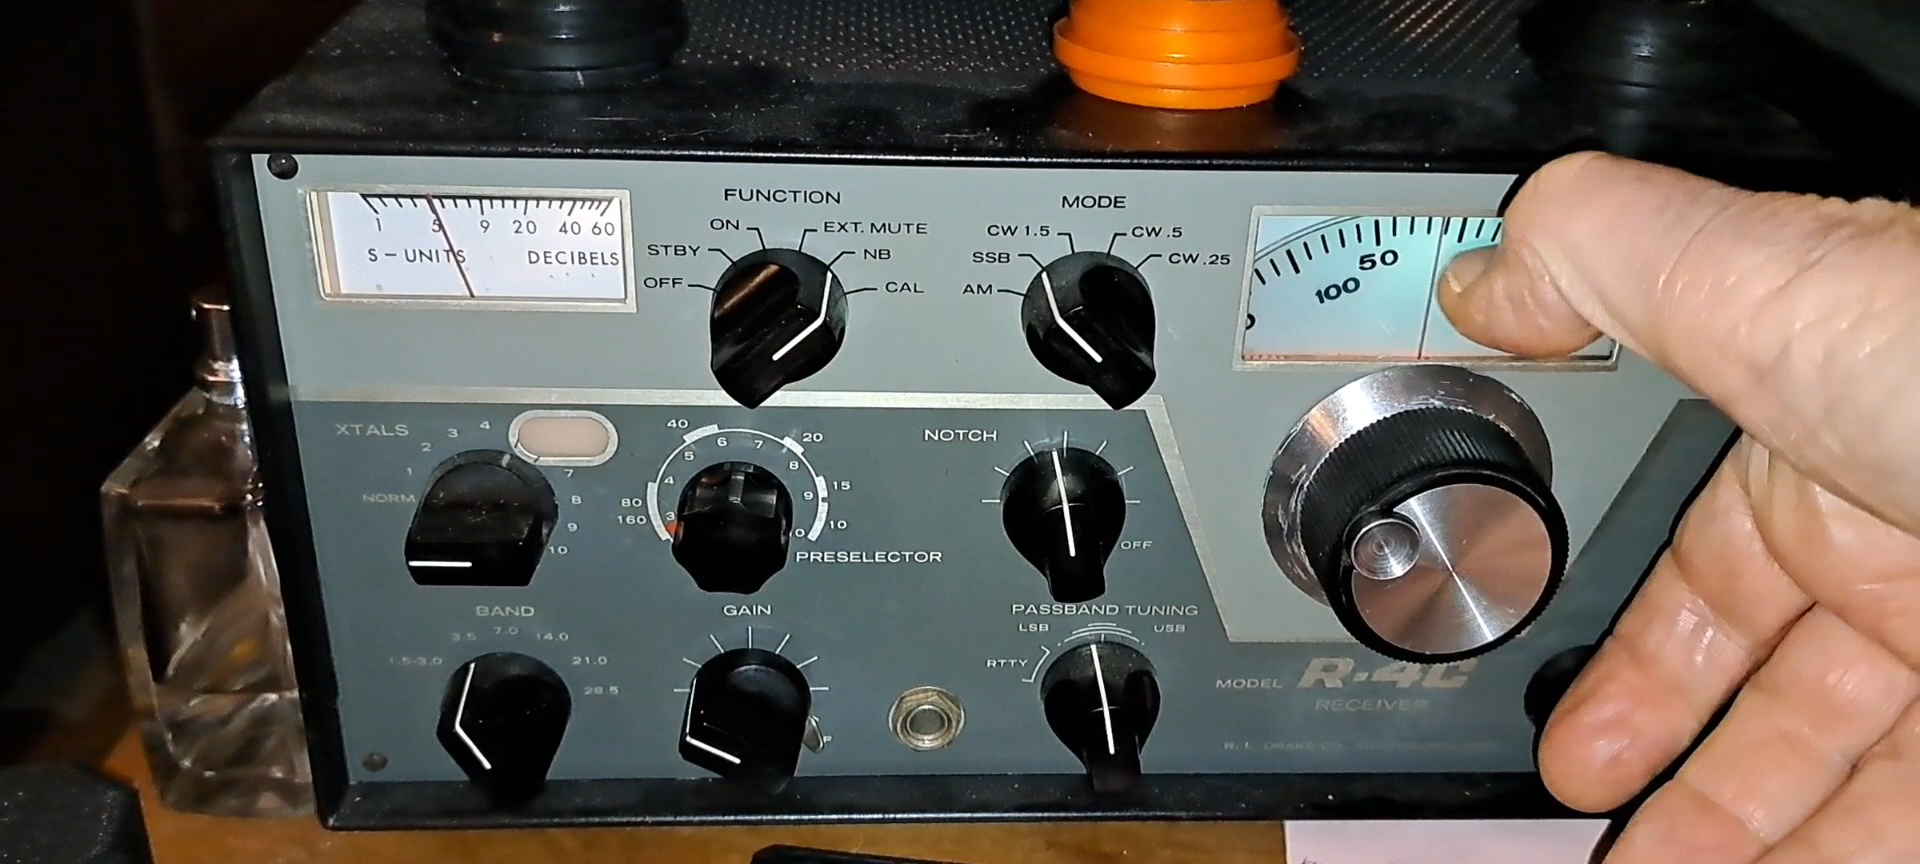 1 5 9 20 40 60
S-UNITS DECIBELS
FUNCTION
OFF STBY ON EXT. MUTE NB CAL
MODE
AM SSB CW 1.5 CW .5 CW .25
100 50
XTALS
NORM 1 2 3 4 7 8 9 10
40 20 15 10 80 160
3 4 5 6 7 8 9
PRESELECTOR
NOTCH
OFF
BAND
1.5-3.0 3.5 7.0 14.0 21.0 28.5
GAIN
PASSBAND TUNING
LSB USB
RTTY
MODEL R-4C
RECEIVER
R. L. DRAKE CO.